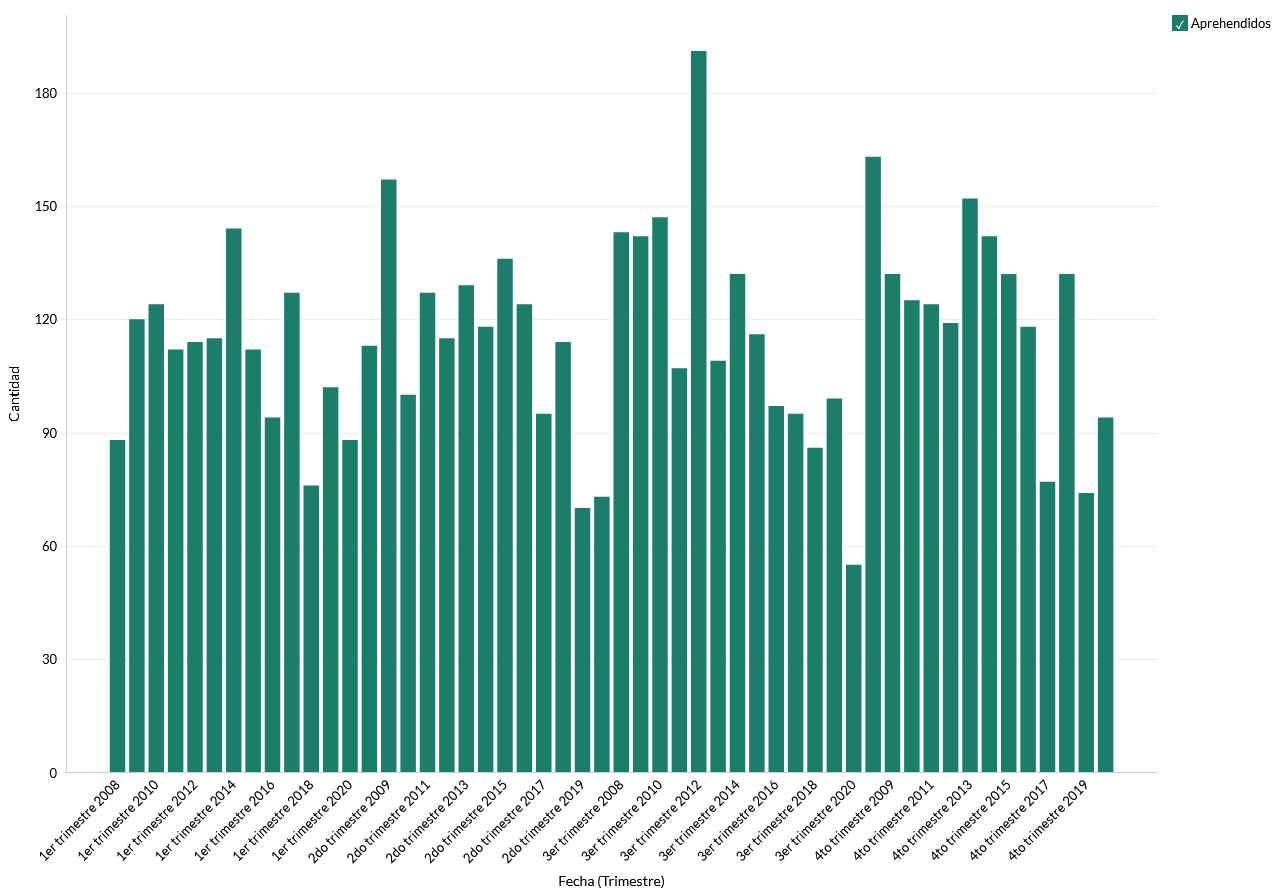 Aprehendidos
Cantidad
180
150
120
90
60
30
0
1er trimestre 2008
1er trimestre 2010
1er trimestre 2012
1er trimestre 2014
1er trimestre 2016
1er trimestre 2018
1er trimestre 2020
2do trimestre 2009
2do trimestre 2011
2do trimestre 2013
2do trimestre 2015
2do trimestre 2017
2do trimestre 2019
3er trimestre 2008
3er trimestre 2010
3er trimestre 2012
3er trimestre 2014
3er trimestre 2016
3er trimestre 2018
3er trimestre 2020
4to trimestre 2009
4to trimestre 2011
4to trimestre 2013
4to trimestre 2015
4to trimestre 2017
4to trimestre 2019
Fecha (Trimestre)